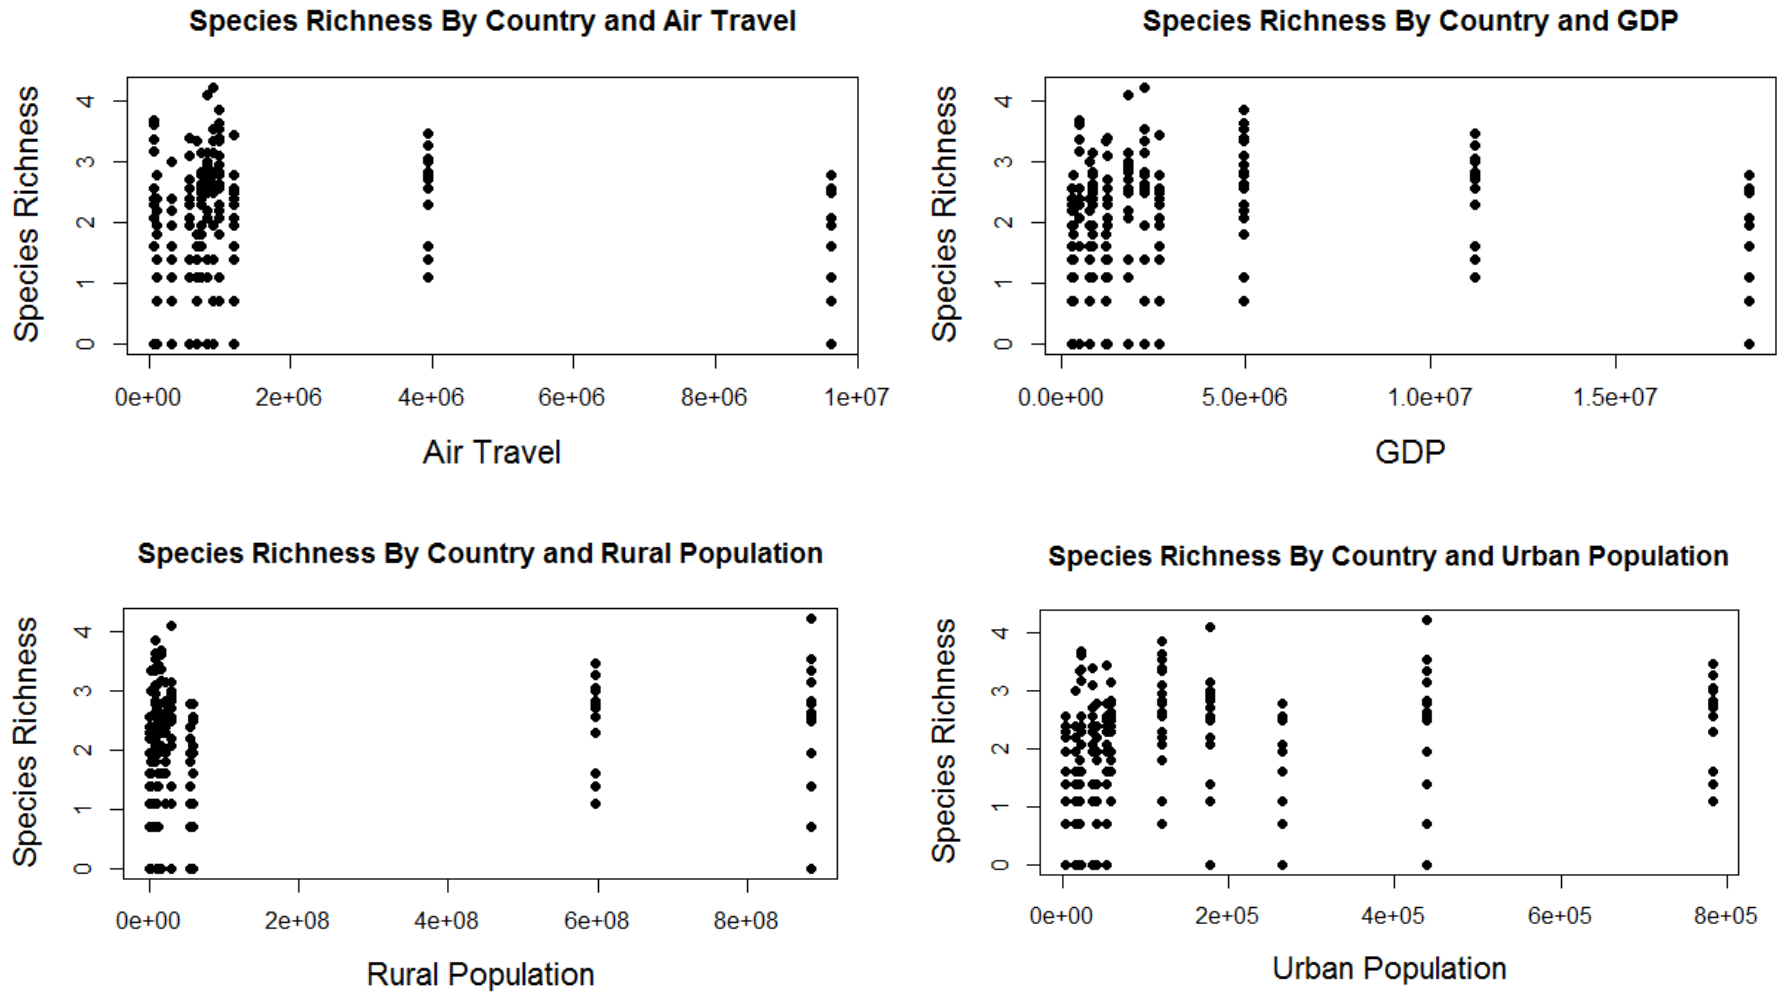 Species Richness By Country and Air Travel
Species Richness
4
3
2
1
0
0e+00 2e+06 4e+06 6e+06 8e+06 1e+07
Air Travel
Species Richness By Country and GDP
Species Richness
4
3
2
1
0
0.0e+00 5.0e+06 1.0e+07 1.5e+07
GDP
Species Richness By Country and Rural Population
Species Richness
4
3
2
1
0
0e+00 2e+08 4e+08 6e+08 8e+08
Rural Population
Species Richness By Country and Urban Population
Species Richness
4
3
2
1
0
0e+00 2e+05 4e+05 6e+05 8e+05
Urban Population